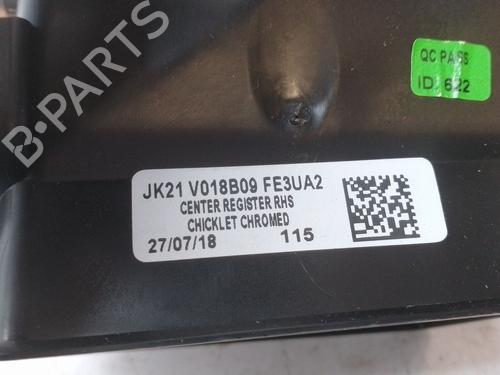 QC PASS
ID: 622
B-PARTS
JK21 V018B09 FE3UA2
CENTER REGISTER RHS
CHICKLET CHROMED
27/07/18 115